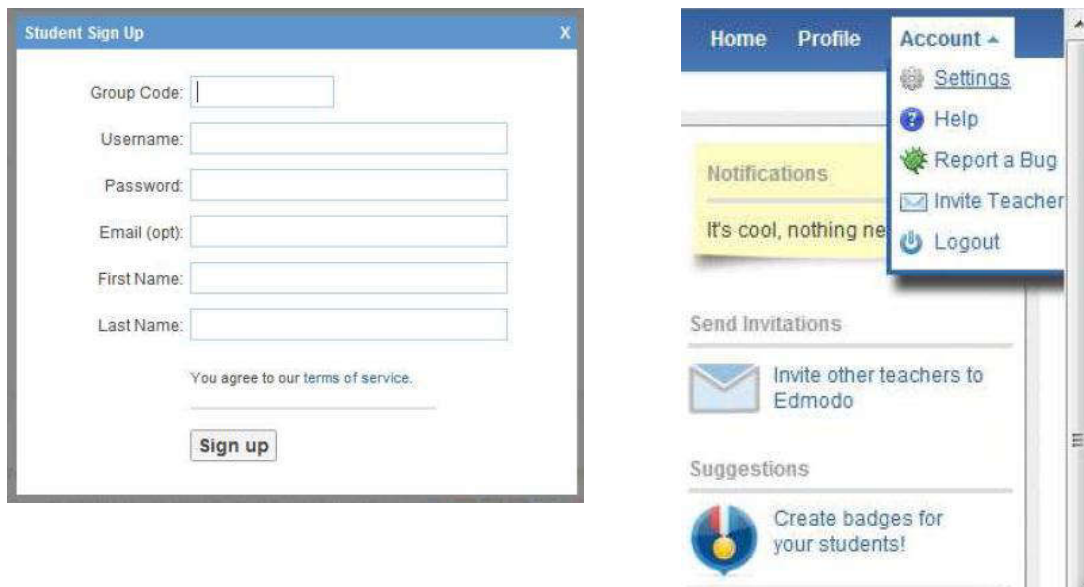 Student Sign Up X
Group Code:
Username:
Password:
Email (opt):
First Name:
Last Name:
You agree to our terms of service.
Sign up
Home Profile Account
Settings
Help
Report a Bug
Invite Teacher
Logout
Notifications
It's cool, nothing ne
Send Invitations
Invite other teachers to
Edmodo
Suggestions
Create badges for
your students!